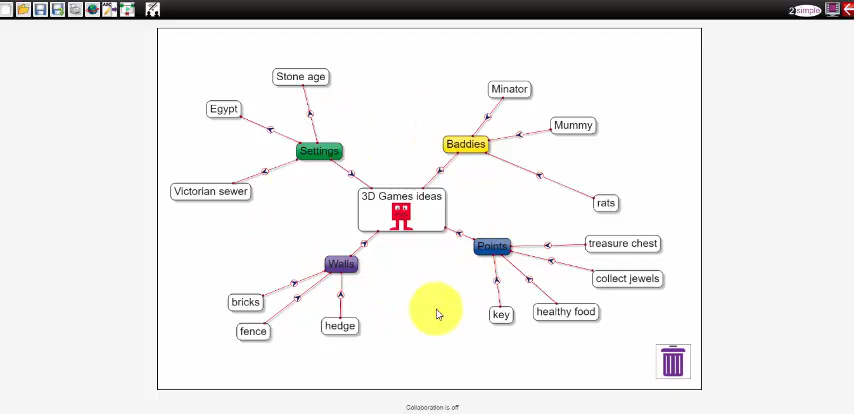 2simple
Stone age
Minator
Egypt
Mummy
Settings
Baddies
Victorian sewer
3D Games ideas
rats
Points
treasure chest
Walls
collect jewels
bricks
key
healthy food
fence
hedge
Collaboration is off